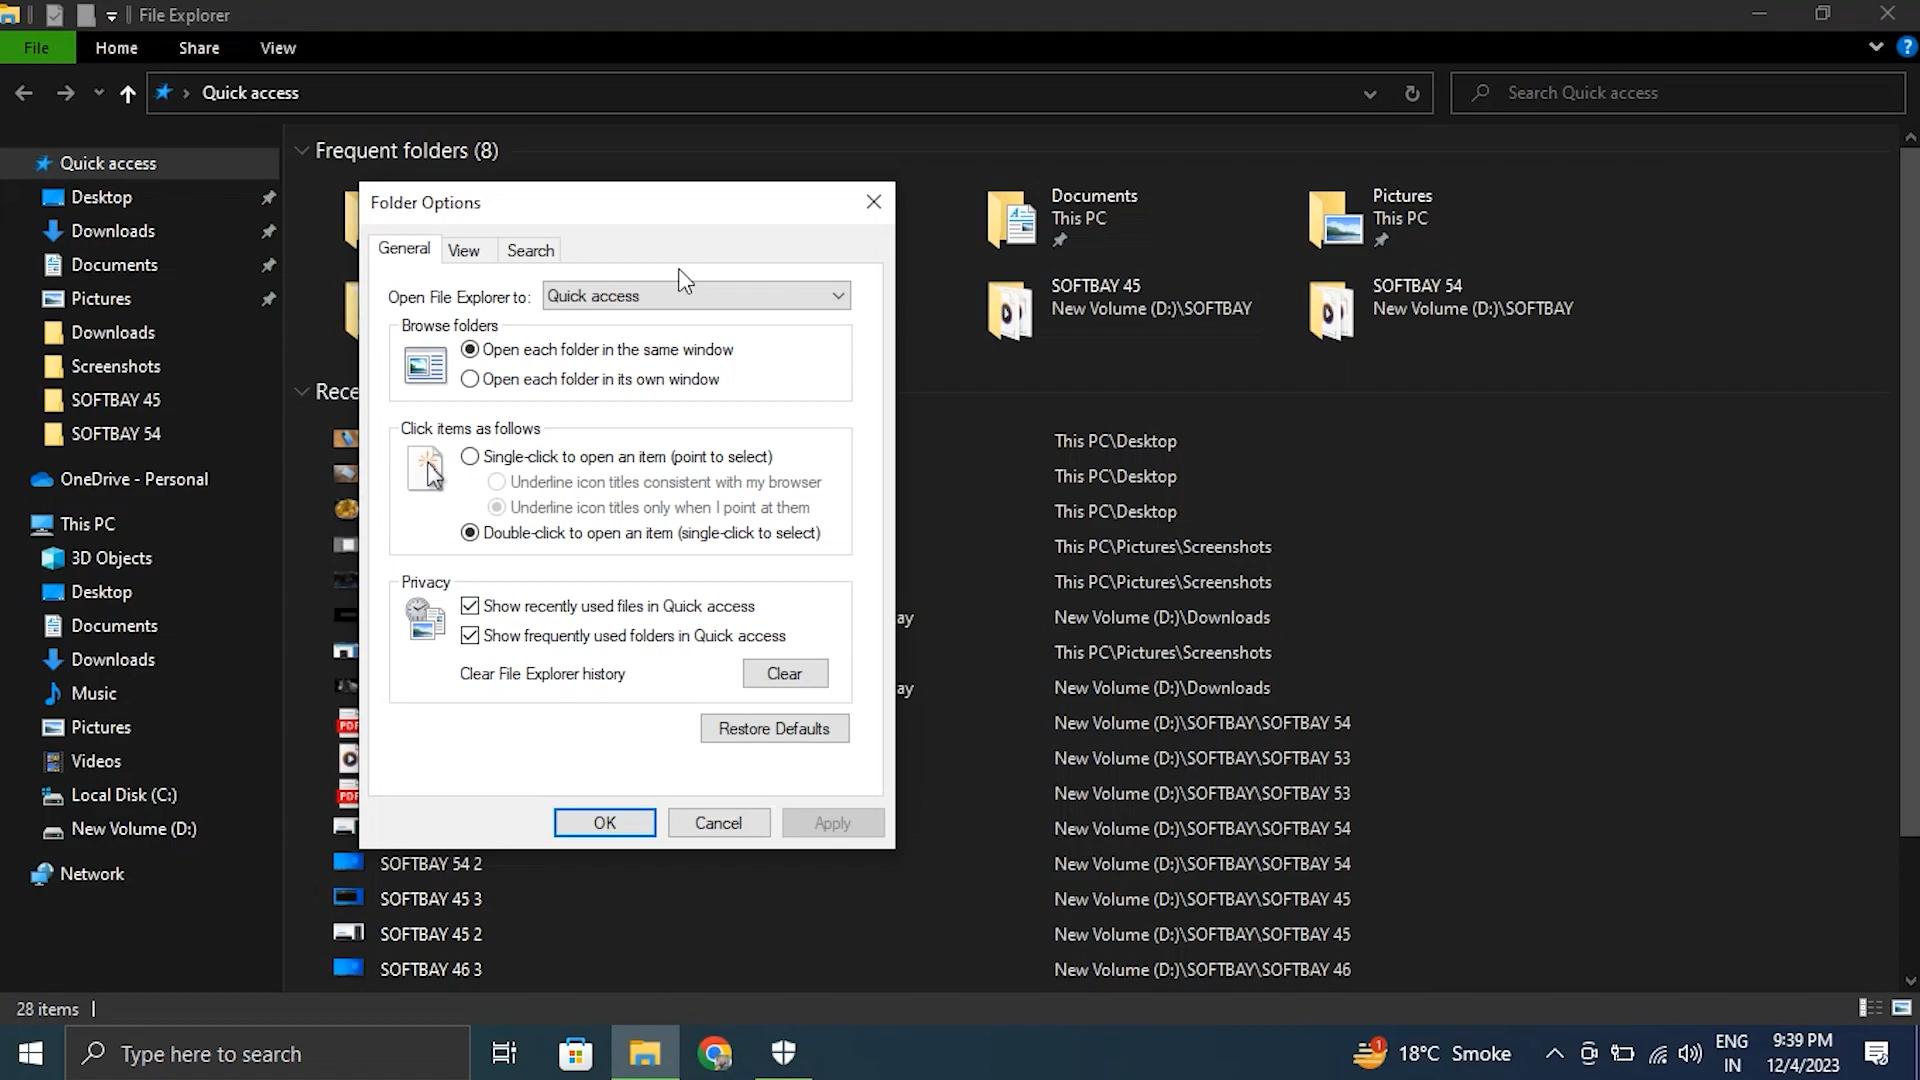 File Explorer
File Home Share View
Quick access
Search Quick access
Quick access
Desktop
Downloads
Documents
Pictures
Downloads
Screenshots
SOFTBAY 45
SOFTBAY 54
OneDrive - Personal
This PC
3D Objects
Desktop
Documents
Downloads
Music
Pictures
Videos
Local Disk (C:)
New Volume (D:)
Network
Frequent folders (8)
Documents
This PC
Pictures
This PC
SOFTBAY 45
New Volume (D:)\SOFTBAY
SOFTBAY 54
New Volume (D:)\SOFTBAY
Folder Options
General View Search
Open File Explorer to: Quick access
Browse folders
Open each folder in the same window
Open each folder in its own window
Click items as follows
Single-click to open an item (point to select)
Underline icon titles consistent with my browser
Underline icon titles only when I point at them
Double-click to open an item (single-click to select)
Privacy
Show recently used files in Quick access
Show frequently used folders in Quick access
Clear File Explorer history Clear
Restore Defaults
OK Cancel Apply
This PC\Desktop
This PC\Desktop
This PC\Desktop
This PC\Pictures\Screenshots
This PC\Pictures\Screenshots
New Volume (D:)\Downloads
This PC\Pictures\Screenshots
New Volume (D:)\Downloads
PDF New Volume (D:)\SOFTBAY\SOFTBAY 54
New Volume (D:)\SOFTBAY\SOFTBAY 53
PDF New Volume (D:)\SOFTBAY\SOFTBAY 53
New Volume (D:)\SOFTBAY\SOFTBAY 54
SOFTBAY 54 2 New Volume (D:)\SOFTBAY\SOFTBAY 54
SOFTBAY 45 3 New Volume (D:)\SOFTBAY\SOFTBAY 45
SOFTBAY 45 2 New Volume (D:)\SOFTBAY\SOFTBAY 45
SOFTBAY 46 3 New Volume (D:)\SOFTBAY\SOFTBAY 46
28 items
Type here to search
1 18°C Smoke
ENG
IN
9:39 PM
12/4/2023